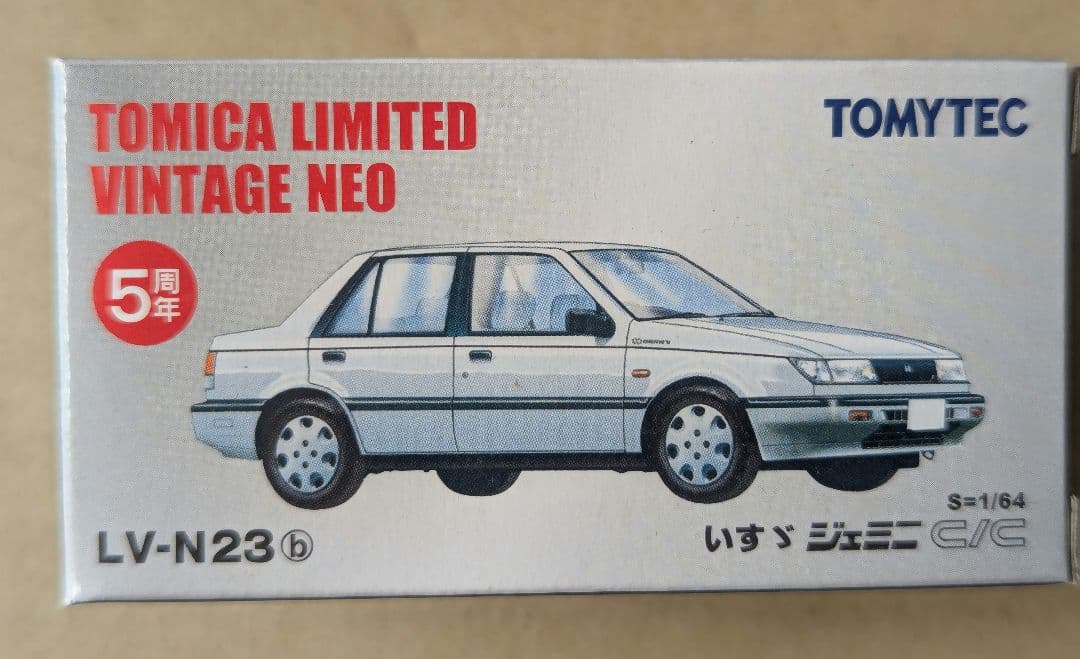 TOMICA LIMITED
VINTAGE NEO
TOMYTEC
5周年
S=1/64
LV-N23ⓑ
いすゞ ジェミニ C/C